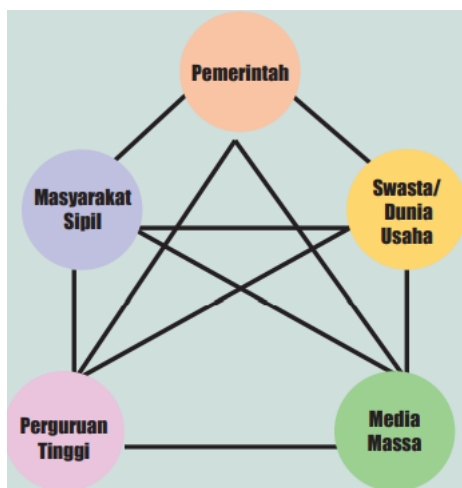 Pemerintah
Masyarakat
Sipil
Swasta/
Dunia
Usaha
Perguruan
Tinggi
Media
Massa